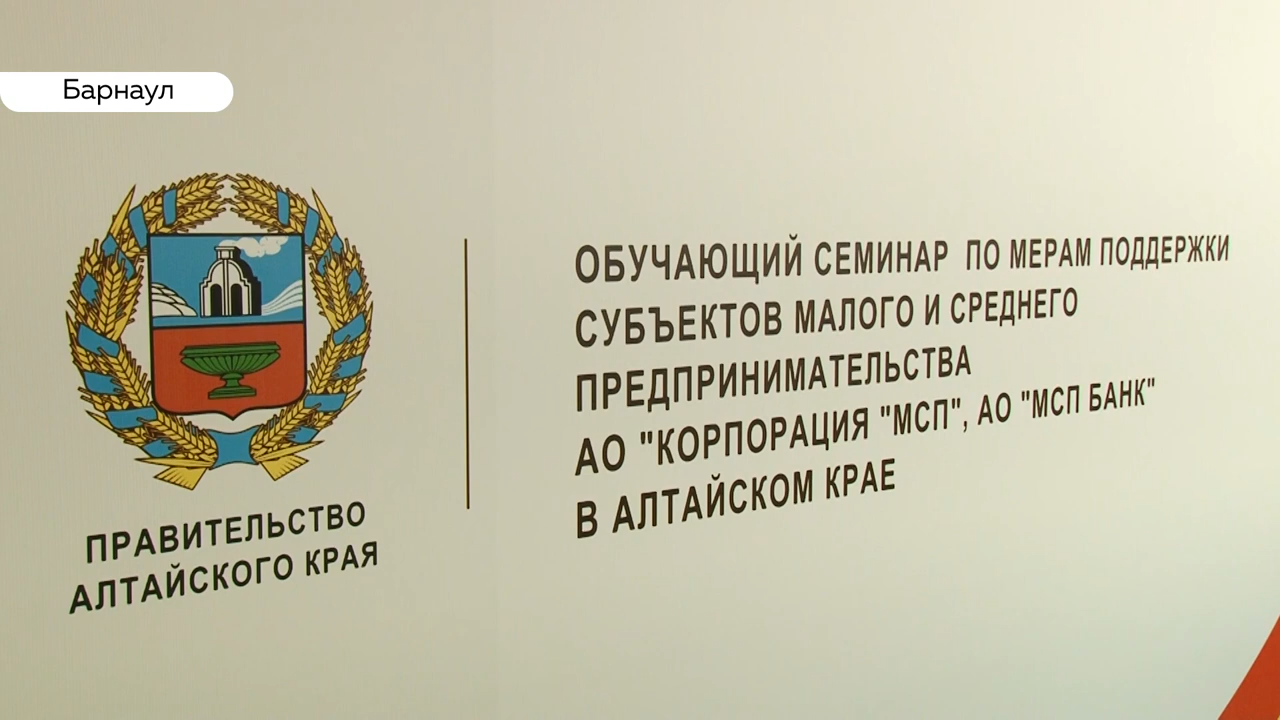 Барнаул
ПРАВИТЕЛЬСТВО
АЛТАЙСКОГО КРАЯ
ОБУЧАЮЩИЙ СЕМИНАР ПО МЕРАМ ПОДДЕРЖКИ
СУБЪЕКТОВ МАЛОГО И СРЕДНЕГО
ПРЕДПРИНИМАТЕЛЬСТВА
АО "КОРПОРАЦИЯ "МСП", АО "МСП БАНК"
В АЛТАЙСКОМ КРАЕ